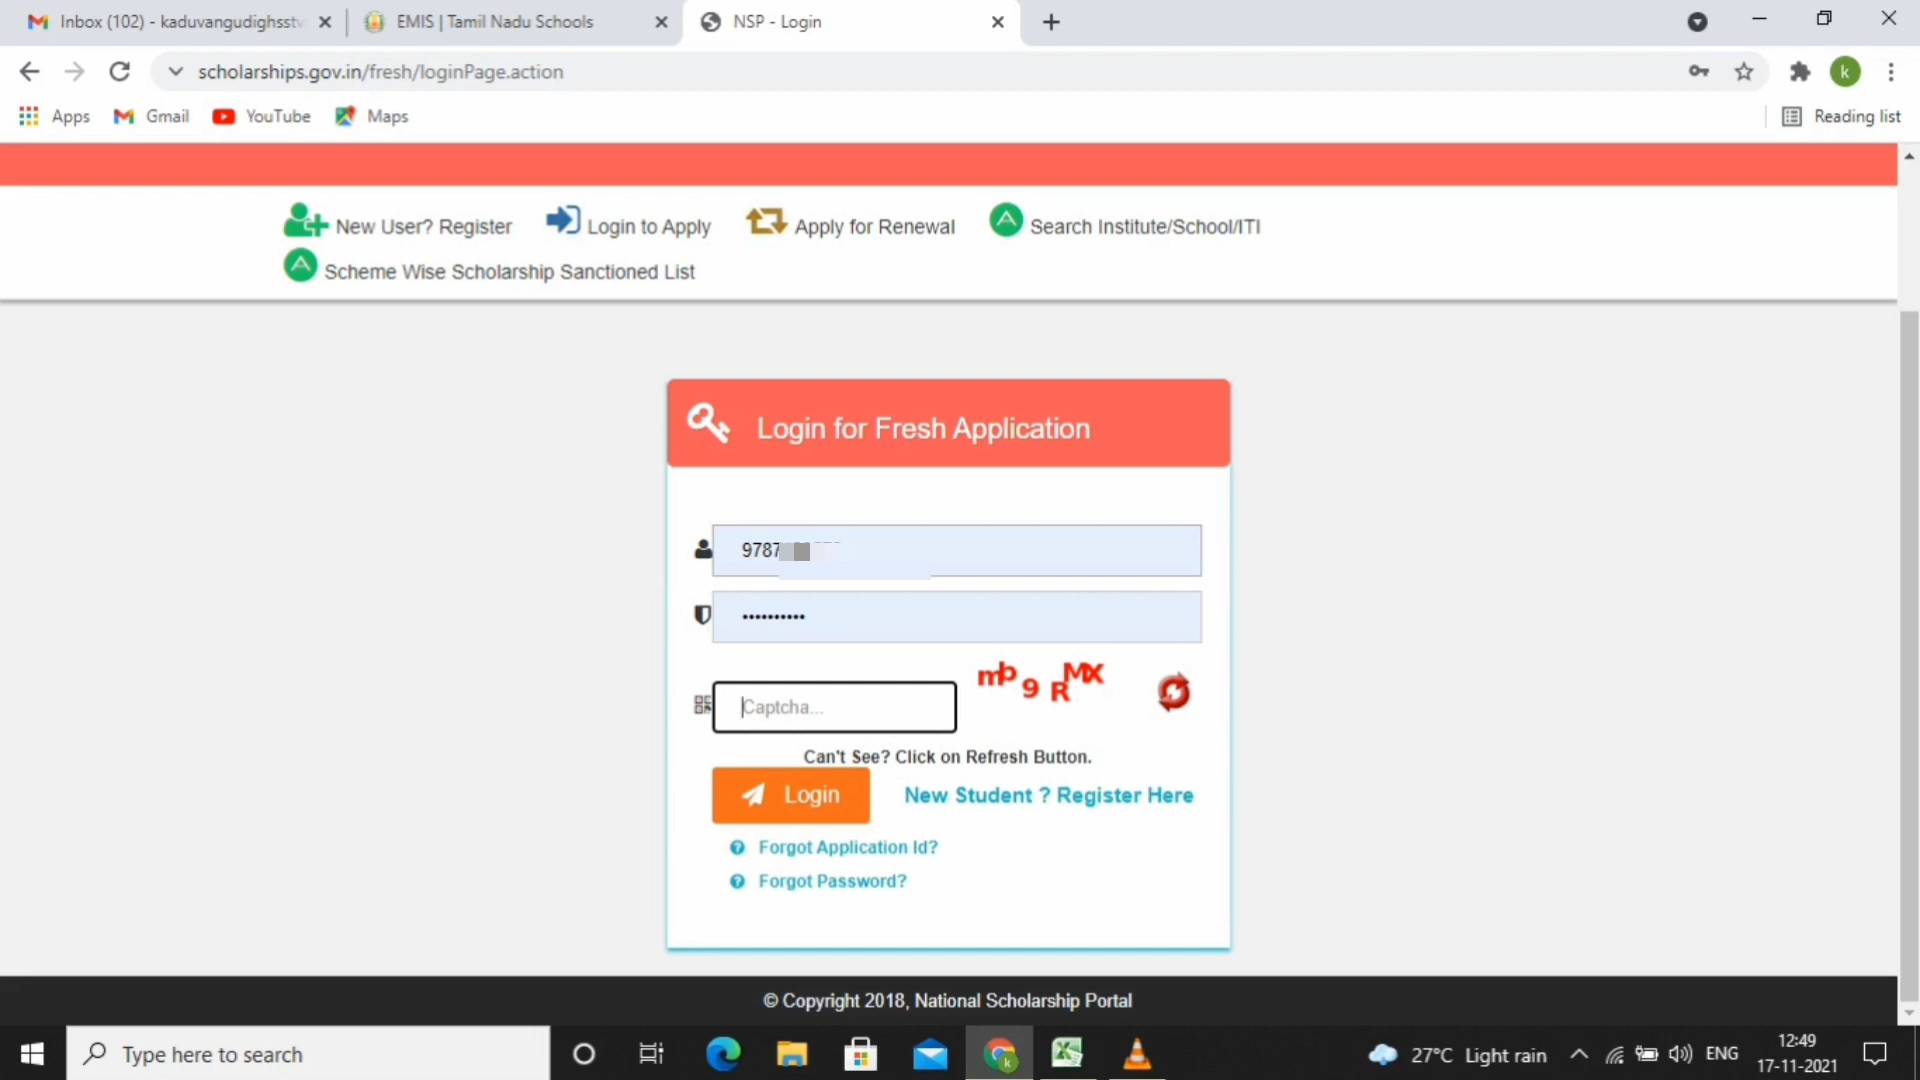 Inbox (102) - kaduvangudighsstv
EMIS | Tamil Nadu Schools
NSP - Login
scholarships.gov.in/fresh/loginPage.action
k
Apps
Gmail
YouTube
Maps
Reading list
New User? Register
Login to Apply
Apply for Renewal
Search Institute/School/ITI
Scheme Wise Scholarship Sanctioned List
Login for Fresh Application
9787
••••••••••
Captcha...
mb9RMX
Can't See? Click on Refresh Button.
Login
New Student ? Register Here
Forgot Application Id?
Forgot Password?
© Copyright 2018, National Scholarship Portal
Type here to search
27°C Light rain
ENG
12:49
17-11-2021